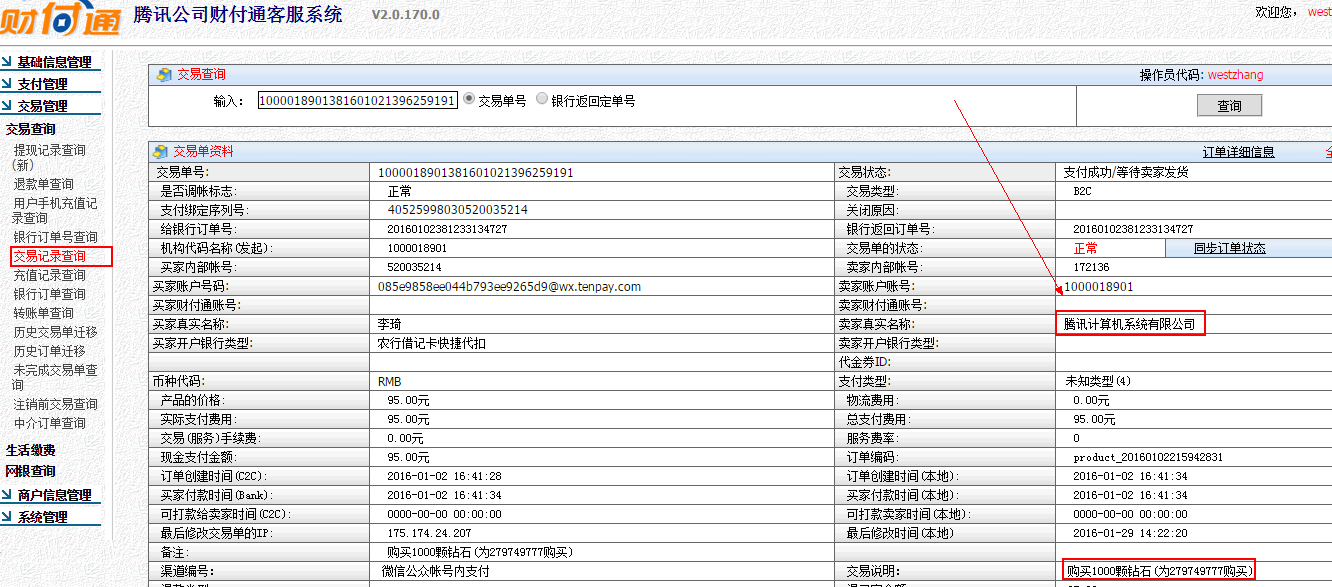 财付通 腾讯公司财付通客服系统 V2.0.170.0 欢迎您， west
基础信息管理
支付管理
交易管理
交易查询
提现记录查询
(新)
退款单查询
用户手机充值记
录查询
银行订单号查询
交易记录查询
充值记录查询
银行订单查询
转账单查询
历史交易单迁移
历史订单迁移
未完成交易单查
询
注销前交易查询
中介订单查询
生活缴费
网银查询
商户信息管理
系统管理
交易查询 操作员代码: westzhang
输入: 1000018901381601021396259191 交易单号 银行返回定单号 查询
交易单资料 订单详细信息
交易单号: 1000018901381601021396259191 交易状态: 支付成功/等待卖家发货
是否调帐标志: 正常 交易类型: B2C
支付绑定序列号: 40525998030520035214 关闭原因:
给银行订单号: 20160102381233134727 银行返回订单号: 20160102381233134727
机构代码名称(发起): 1000018901 交易单的状态: 正常 同步订单状态
买家内部帐号: 520035214 卖家内部帐号: 172136
买家账户号码: 085e9858ee044b793ee9265d9@wx.tenpay.com 卖家账户账号: 1000018901
买家财付通账号: 卖家财付通账号:
买家真实名称: 李琦 卖家真实名称: 腾讯计算机系统有限公司
买家开户银行类型: 农行借记卡快捷代扣 卖家开户银行类型:
代金券ID:
币种代码: RMB 支付类型: 未知类型(4)
产品的价格: 95.00元 物流费用: 0.00元
实际支付费用: 95.00元 总支付费用: 95.00元
交易(服务)手续费: 0.00元 服务费率: 0
现金支付金额: 95.00元 订单编码: product_20160102215942831
订单创建时间(C2C): 2016-01-02 16:41:28 订单创建时间(本地): 2016-01-02 16:41:34
买家付款时间(Bank): 2016-01-02 16:41:34 买家付款时间(本地): 2016-01-02 16:41:34
可打款给卖家时间(C2C): 0000-00-00 00:00:00 可打款卖家时间(本地): 0000-00-00 00:00:00
最后修改交易单的IP: 175.174.24.207 最后修改时间(本地) 2016-01-29 14:22:20
备注: 购买1000颗钻石(为279749777购买)
渠道编号: 微信公众帐号内支付 交易说明: 购买1000颗钻石(为279749777购买)